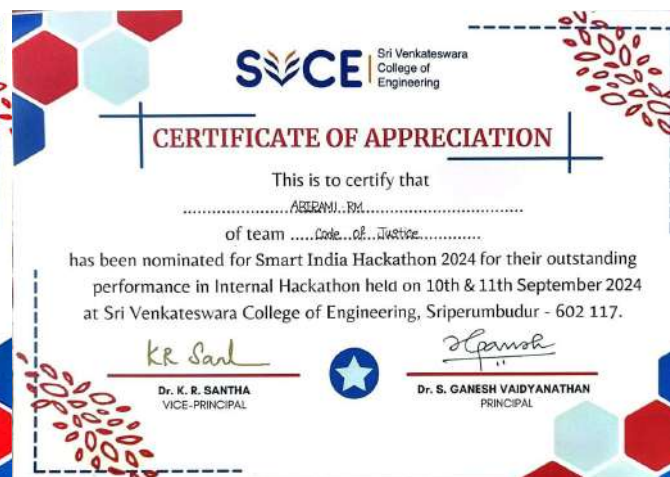 SVCE
Sri Venkateswara
College of
Engineering
CERTIFICATE OF APPRECIATION
This is to certify that
ABIRAMI RM
of team Code of Justice
has been nominated for Smart India Hackathon 2024 for their outstanding
performance in Internal Hackathon held on 10th & 11th September 2024
at Sri Venkateswara College of Engineering, Sriperumbudur - 602 117.
KR Sant
Dr. K. R. SANTHA
VICE-PRINCIPAL
Dr. S. GANESH VAIDYANATHAN
PRINCIPAL